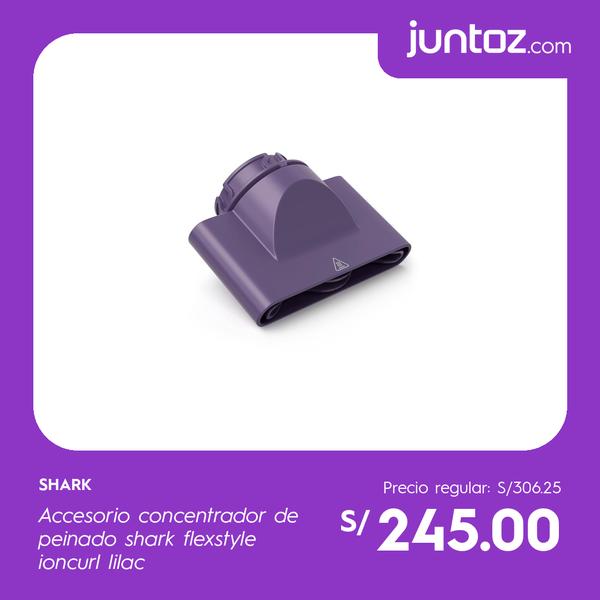 juntoz.com
SHARK
Accesorio concentrador de
peinado shark flexstyle
ioncurl lilac
Precio regular: S/306.25
S/ 245.00